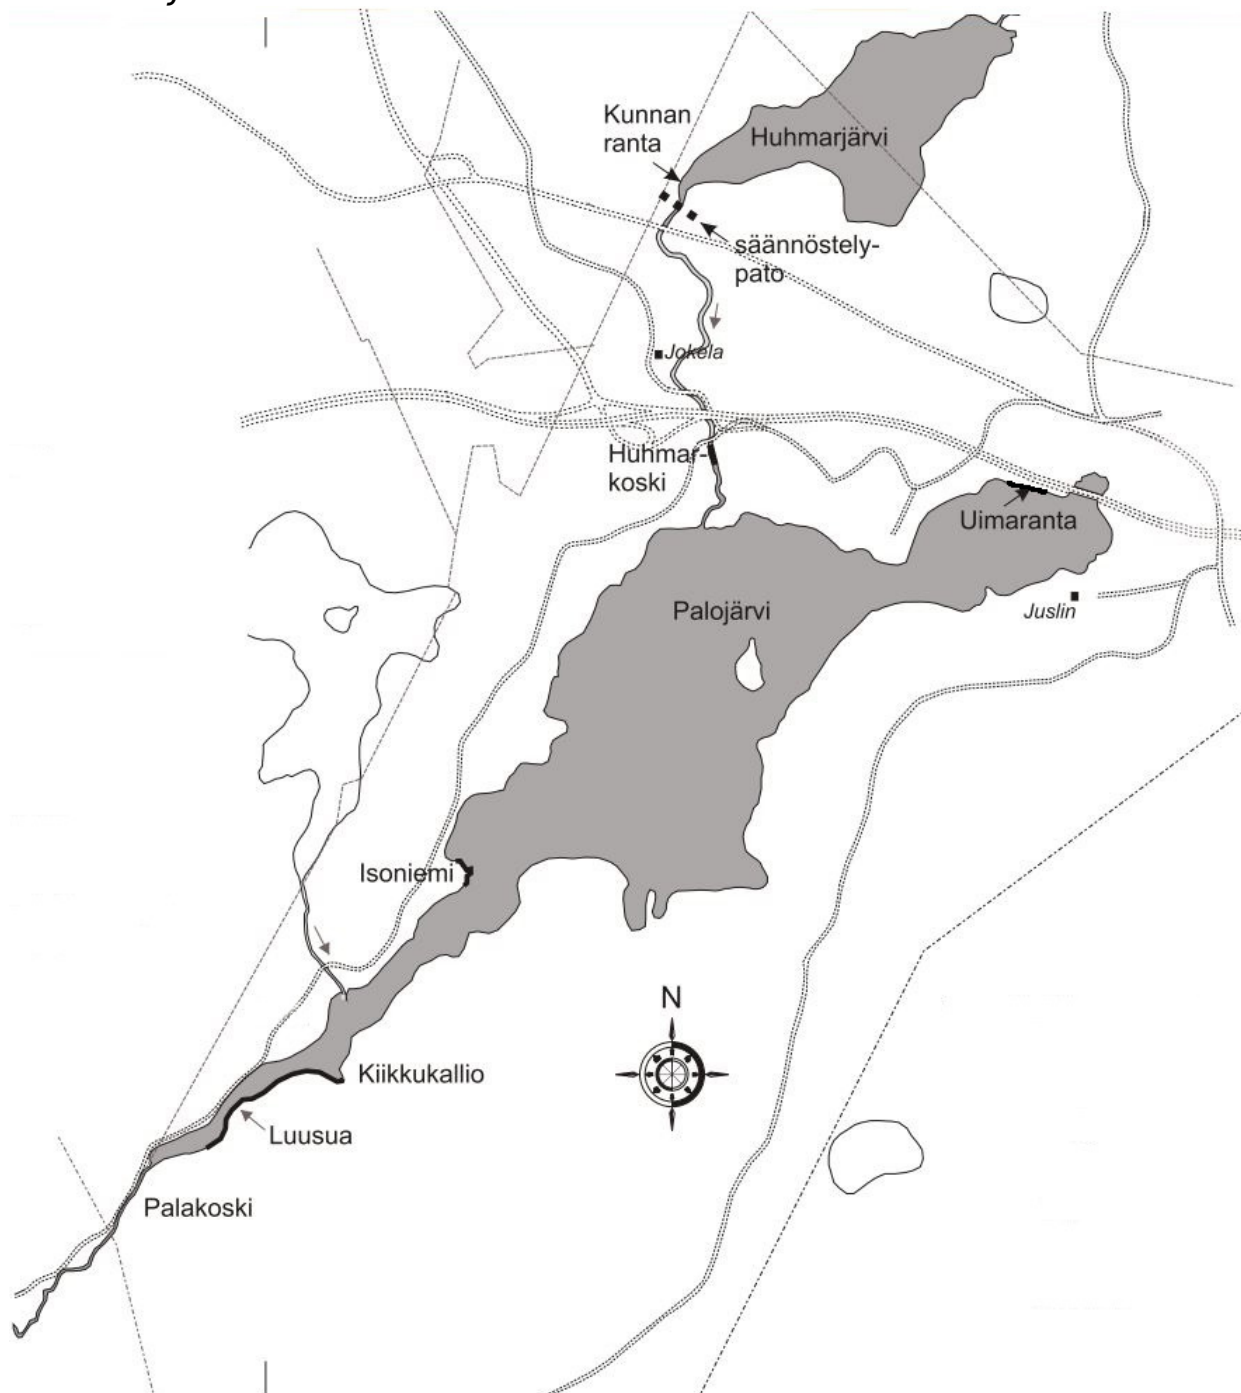 Kunnan
ranta
Huhmarjärvi
säännöstely-
pato
Jokela
Huhmar-
koski
Uimaranta
Palojärvi
Juslin
Isoniemi
N
Kiikkukallio
Luusua
Palakoski